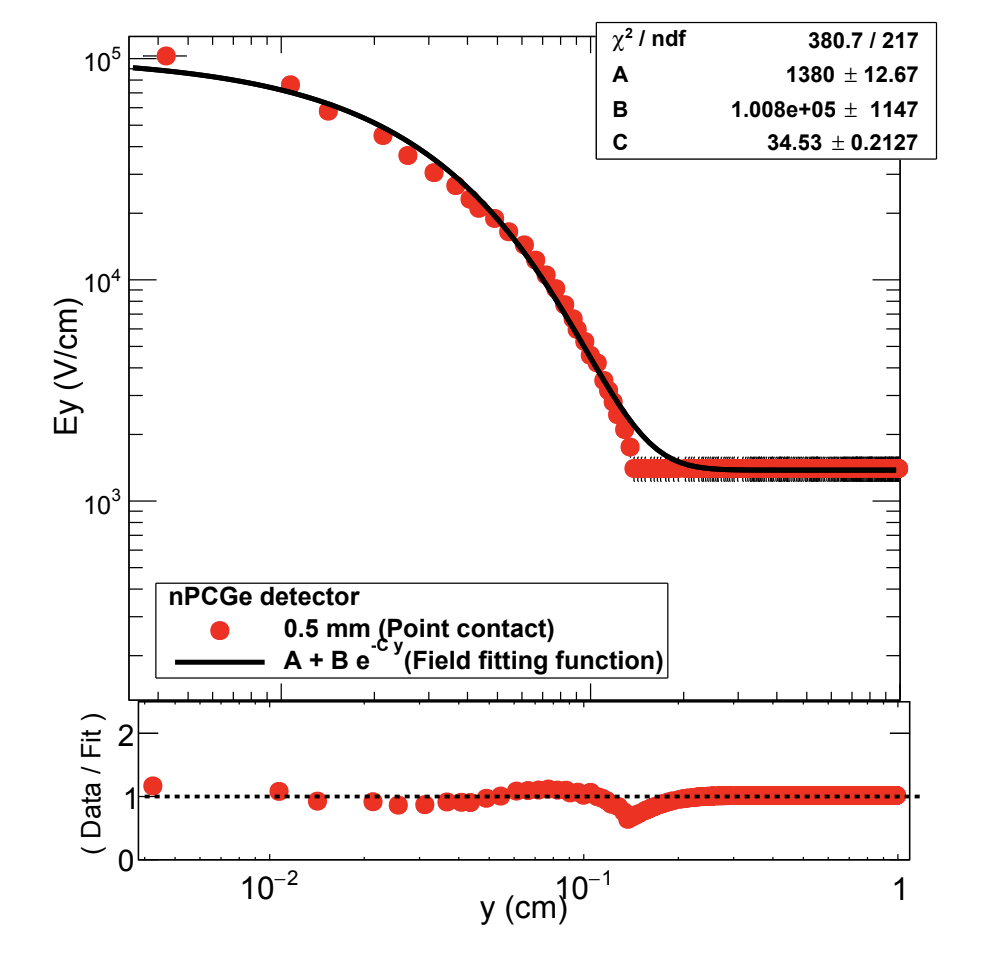 χ² / ndf 380.7 / 217
A 1380 ± 12.67
B 1.008e+05 ± 1147
C 34.53 ± 0.2127
10⁵
10⁴
10³
Ey (V/cm)
nPCGe detector
0.5 mm (Point contact)
A + B e^-C y (Field fitting function)
2
1
0
( Data / Fit )
10⁻² 10⁻¹ 1
y (cm)